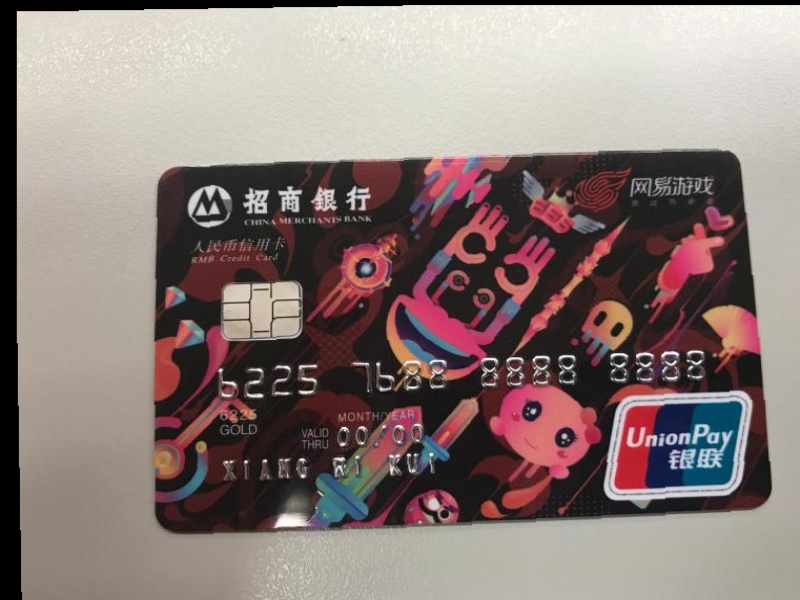 招商銀行
CHINA MERCHANTS BANK
网易游戏
人民币信用卡
RMB Credit Card
6225 7688 8888 8888
6225
GOLD
MONTH/YEAR
VALID THRU 00/00
XIANG RI KUI
UnionPay
银联